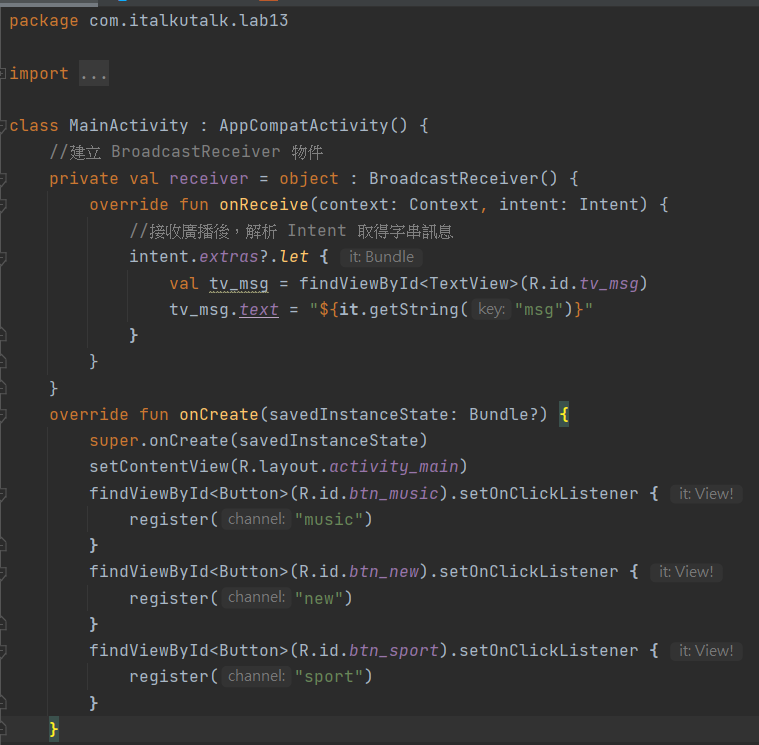 package com.italkutalk.lab13
import ...
class MainActivity : AppCompatActivity() {
//建立 BroadcastReceiver 物件
private val receiver = object : BroadcastReceiver() {
override fun onReceive(context: Context, intent: Intent) {
//接收廣播後，解析 Intent 取得字串訊息
intent.extras?.let { it: Bundle
val tv_msg = findViewById<TextView>(R.id.tv_msg)
tv_msg.text = "${it.getString( key: "msg")}"
}
}
}
override fun onCreate(savedInstanceState: Bundle?) {
super.onCreate(savedInstanceState)
setContentView(R.layout.activity_main)
findViewById<Button>(R.id.btn_music).setOnClickListener { it: View!
register( channel: "music")
}
findViewById<Button>(R.id.btn_new).setOnClickListener { it: View!
register( channel: "new")
}
findViewById<Button>(R.id.btn_sport).setOnClickListener { it: View!
register( channel: "sport")
}
}